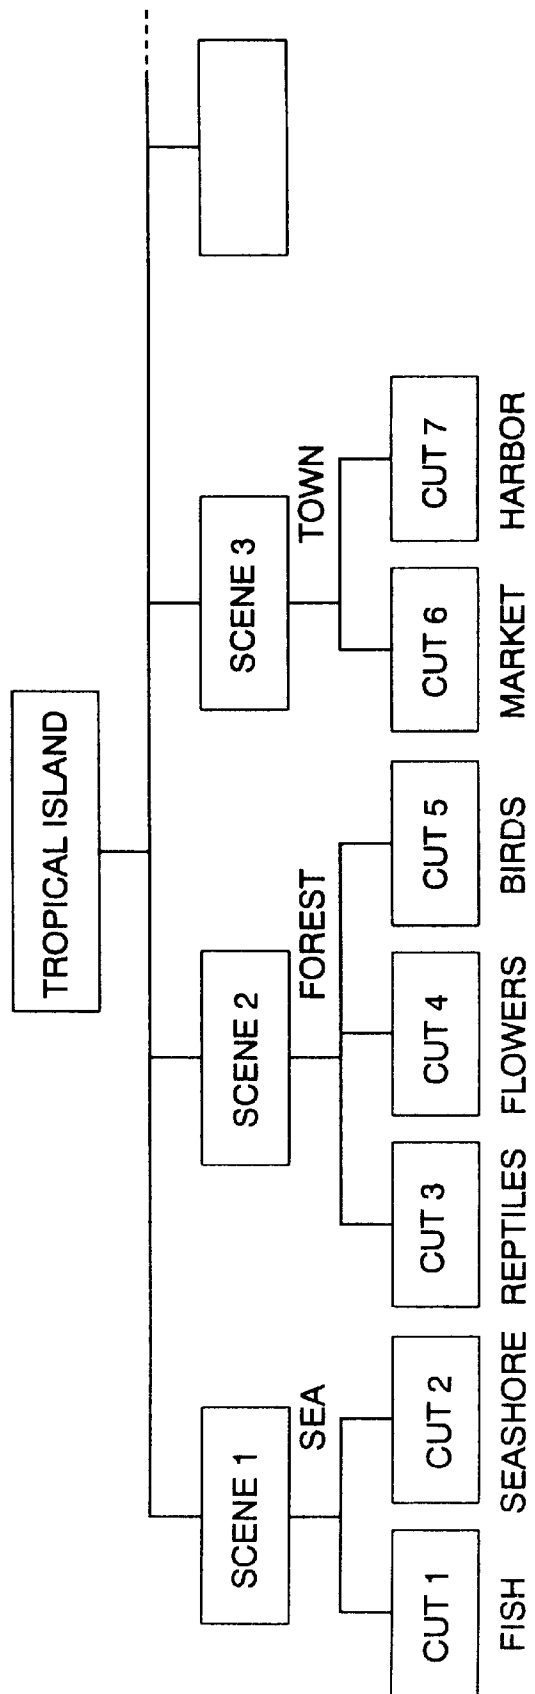 TROPICAL ISLAND
SCENE 1
SCENE 2
SCENE 3
SEA
FOREST
TOWN
CUT 1
CUT 2
CUT 3
CUT 4
CUT 5
CUT 6
CUT 7
FISH
SEASHORE
REPTILES
FLOWERS
BIRDS
MARKET
HARBOR